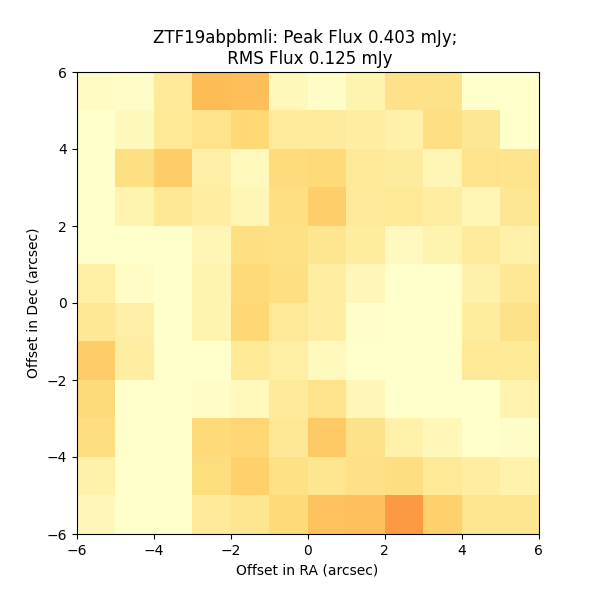 ZTF19abpbmli: Peak Flux 0.403 mJy;
RMS Flux 0.125 mJy
6
4
2
0
−2
−4
−6
Offset in Dec (arcsec)
−6 −4 −2 0 2 4 6
Offset in RA (arcsec)